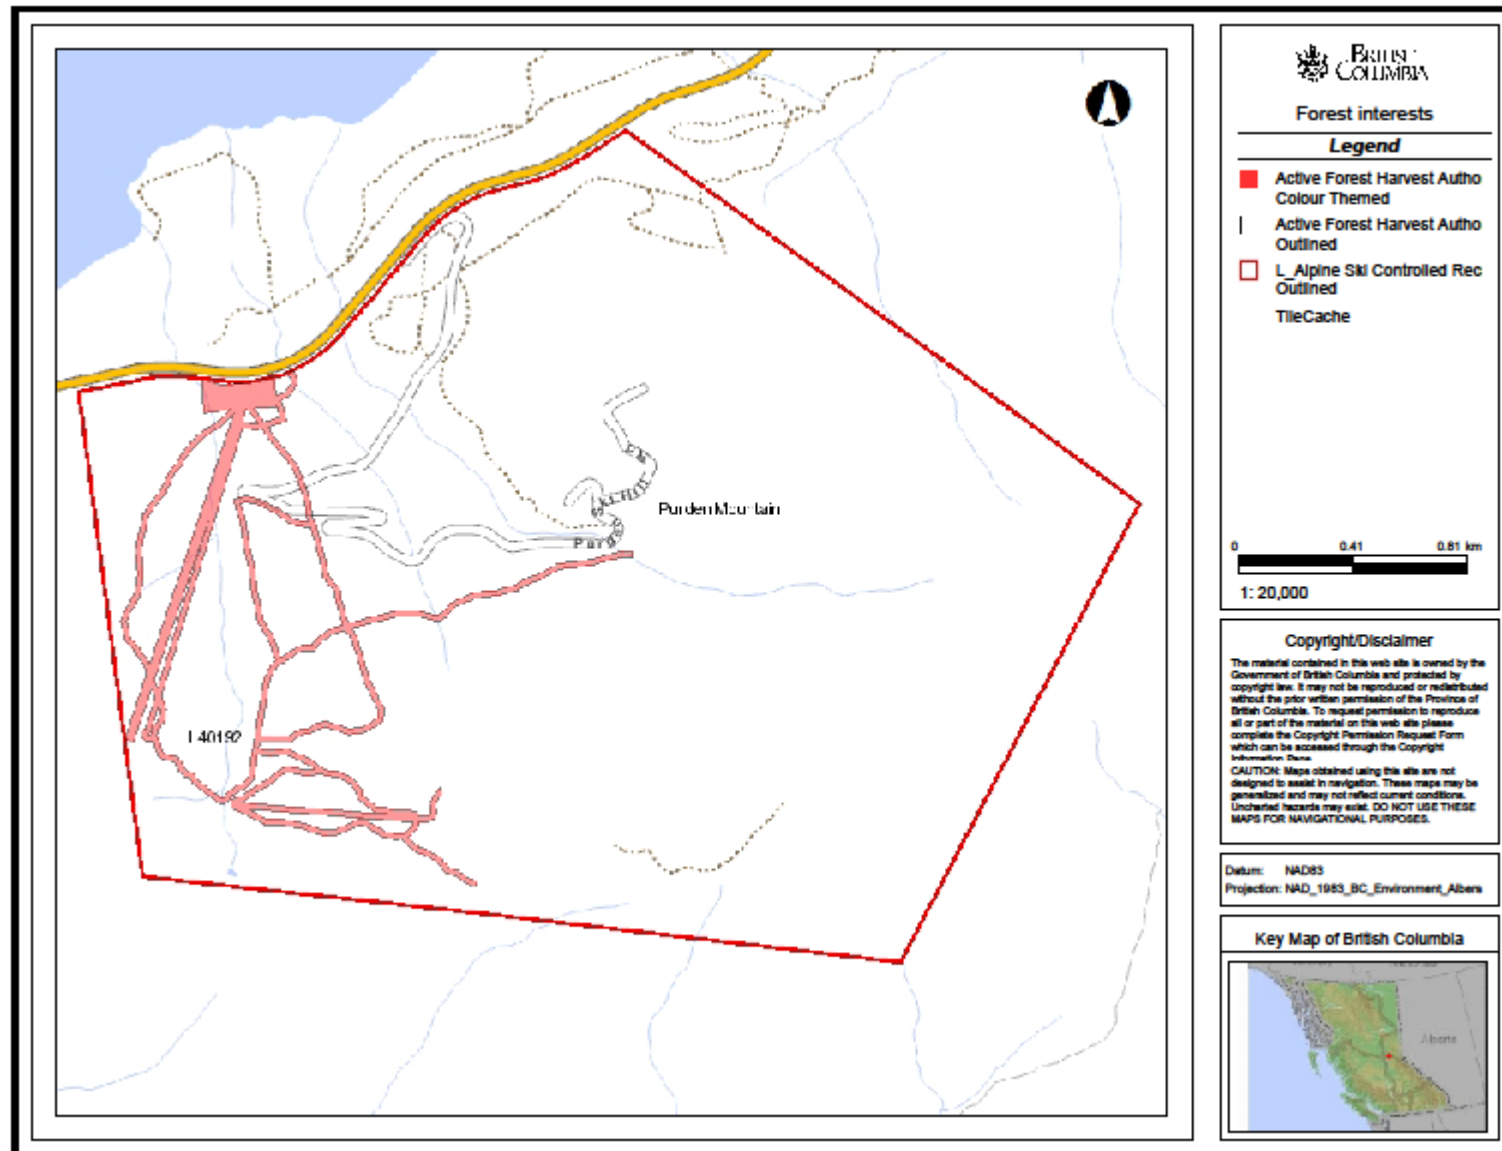 Purden Mountain
Ski Hill
Purden
L40192
BRITISH
COLUMBIA
Forest interests
Legend
Active Forest Harvest Autho
Colour Themed
Active Forest Harvest Autho
Outlined
L_Alpine Ski Controlled Rec
Outlined
TileCache
0 0.41 0.81 km
1: 20,000
Copyright/Disclaimer
The material contained in this web site is owned by the
Government of British Columbia and protected by
copyright law. It may not be reproduced or redistributed
without the prior written permission of the Province of
British Columbia. To request permission to reproduce
all or part of the material on this web site please
complete the Copyright Permission Request Form
which can be accessed through the Copyright
Information Page.
CAUTION: Maps obtained using this site are not
designed to assist in navigation. These maps may be
generalized and may not reflect current conditions.
Uncharted hazards may exist. DO NOT USE THESE
MAPS FOR NAVIGATIONAL PURPOSES.
Datum: NAD83
Projection: NAD_1983_BC_Environment_Albers
Key Map of British Columbia
Alberta